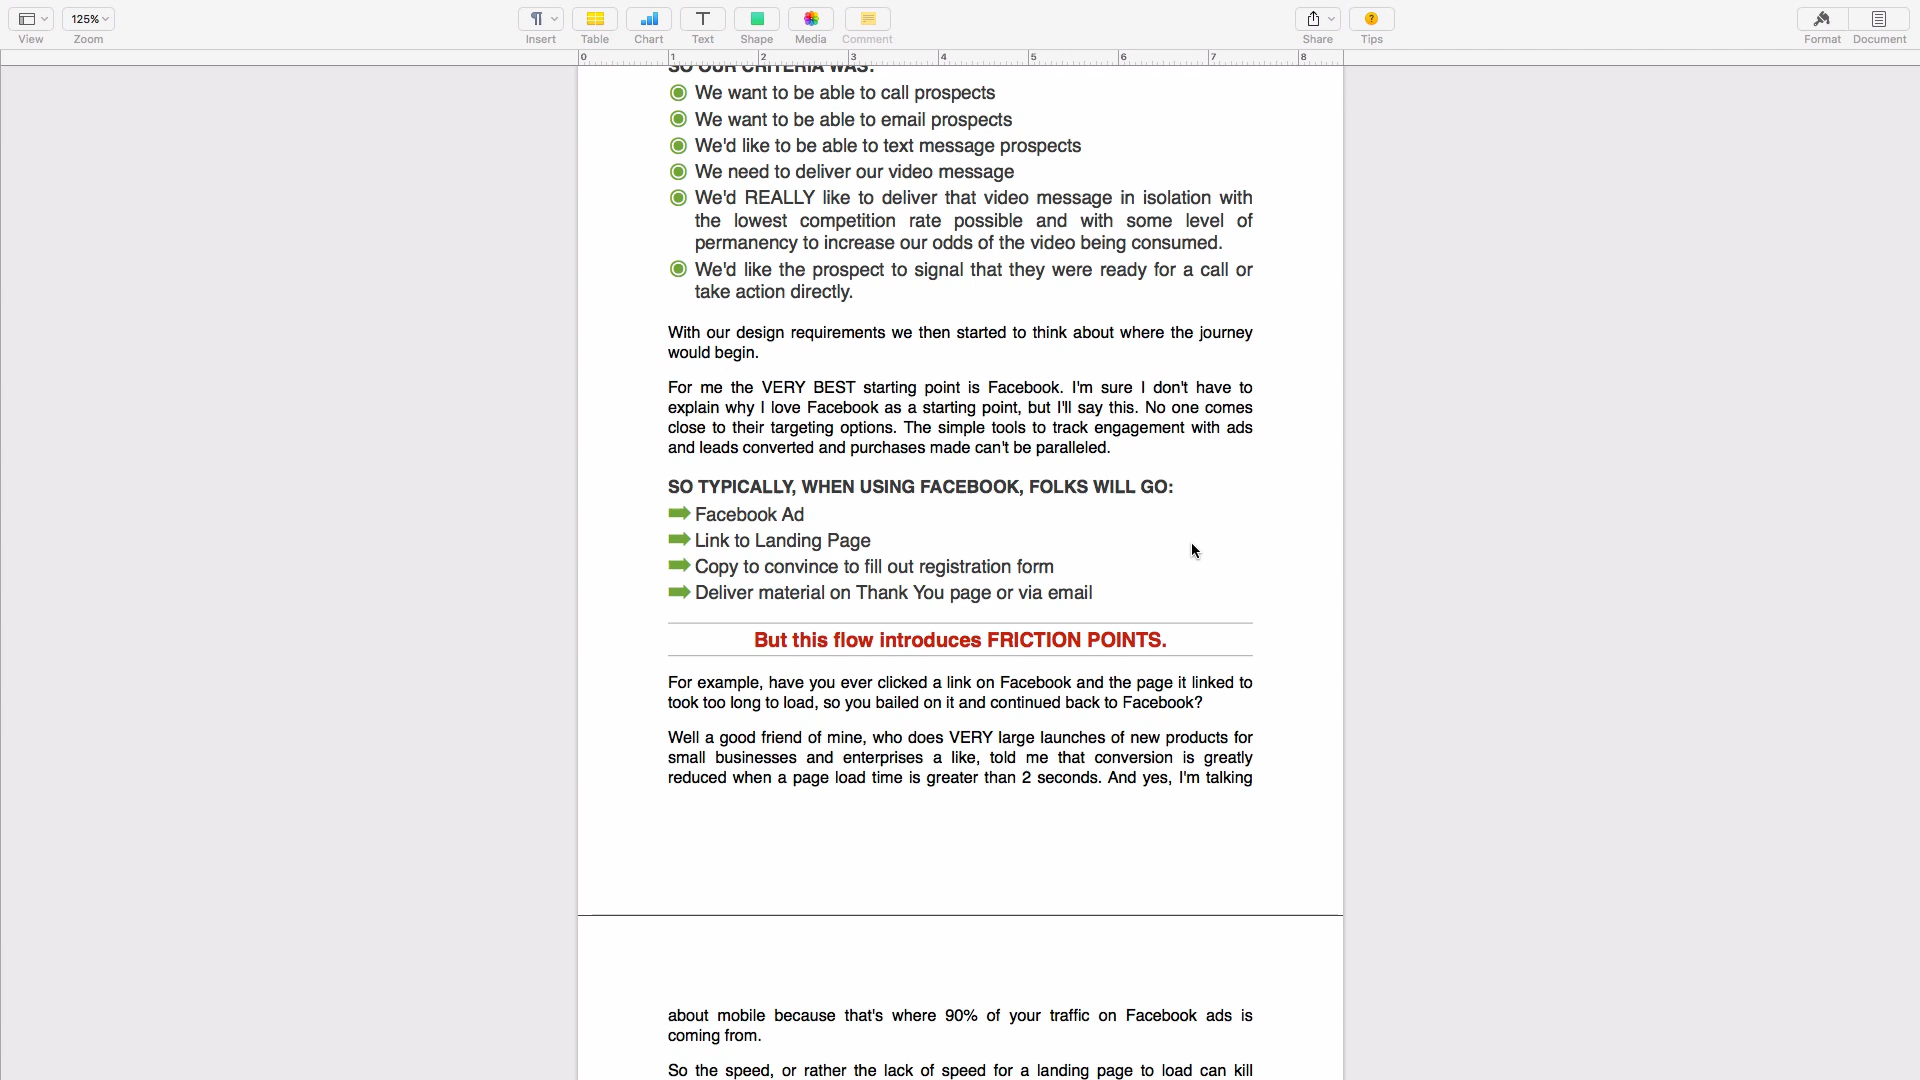 125%
View
Zoom
Insert
Table
Chart
Text
Shape
Media
Comment
Share
Tips
Format
Document
0 1 2 3 4 5 6 7 8
SO OUR CRITERIA WAS:
We want to be able to call prospects
We want to be able to email prospects
We'd like to be able to text message prospects
We need to deliver our video message
We'd REALLY like to deliver that video message in isolation with
the lowest competition rate possible and with some level of
permanency to increase our odds of the video being consumed.
We'd like the prospect to signal that they were ready for a call or
take action directly.
With our design requirements we then started to think about where the journey
would begin.
For me the VERY BEST starting point is Facebook. I'm sure I don't have to
explain why I love Facebook as a starting point, but I'll say this. No one comes
close to their targeting options. The simple tools to track engagement with ads
and leads converted and purchases made can't be paralleled.
SO TYPICALLY, WHEN USING FACEBOOK, FOLKS WILL GO:
Facebook Ad
Link to Landing Page
Copy to convince to fill out registration form
Deliver material on Thank You page or via email
But this flow introduces FRICTION POINTS.
For example, have you ever clicked a link on Facebook and the page it linked to
took too long to load, so you bailed on it and continued back to Facebook?
Well a good friend of mine, who does VERY large launches of new products for
small businesses and enterprises a like, told me that conversion is greatly
reduced when a page load time is greater than 2 seconds. And yes, I'm talking
about mobile because that's where 90% of your traffic on Facebook ads is
coming from.
So the speed, or rather the lack of speed for a landing page to load can kill